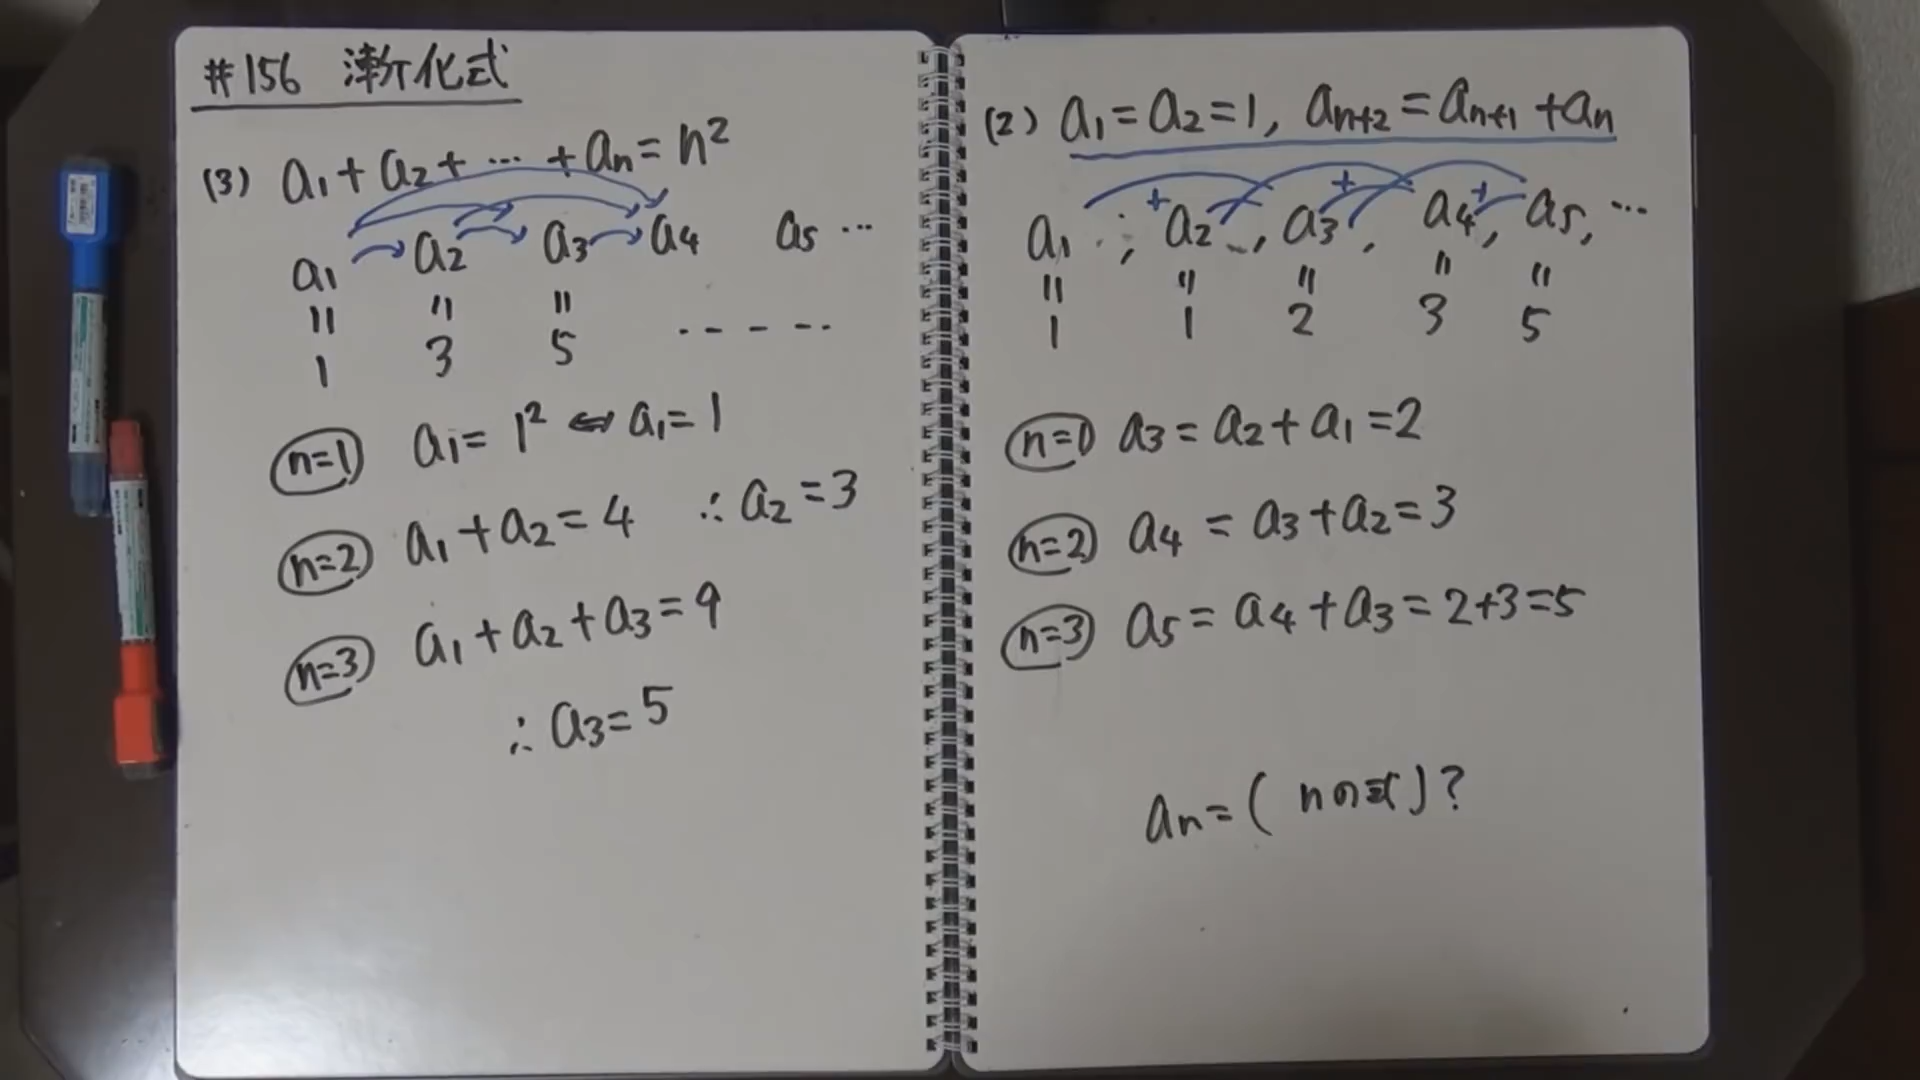 #156 漸化式
(3) a₁+a₂+ ⋯ +aₙ=n²
a₁ a₂ a₃ a₄ a₅ ⋯
〃 〃 〃
1 3 5 -----
n=1 a₁= 1² ⇔ a₁=1
n=2 a₁+a₂=4 ∴a₂=3
n=3 a₁+a₂+a₃=9
∴a₃=5
(2) a₁=a₂=1, aₙ₊₂=aₙ₊₁+aₙ
+ + +
a₁, a₂, a₃, a₄, a₅, ⋯
〃 〃 〃 〃 〃
1 1 2 3 5
n=1 a₃=a₂+a₁=2
n=2 a₄=a₃+a₂=3
n=3 a₅=a₄+a₃=2+3=5
aₙ=(nの式)?